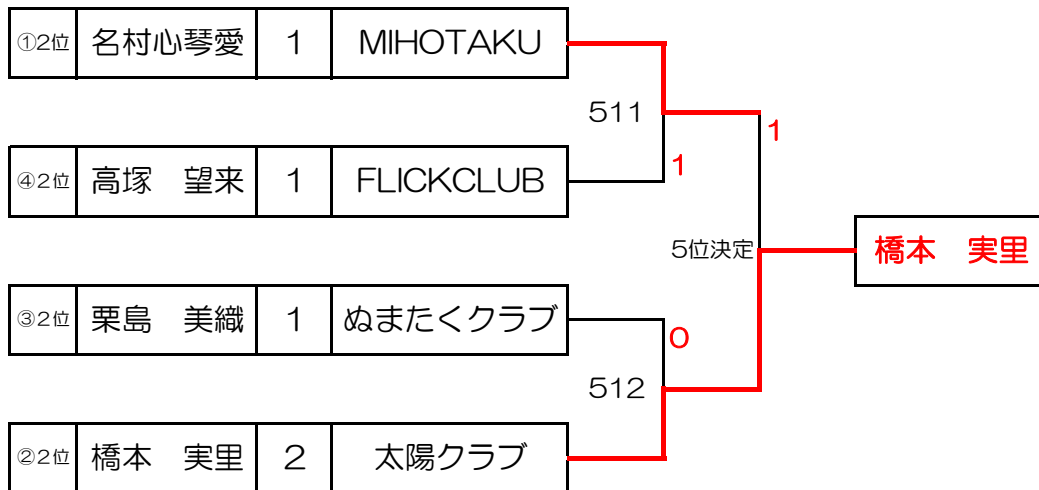 ①2位 名村心琴愛 1 MIHOTAKU
511
1
④2位 高塚 望来 1 FLICKCLUB
1
5位決定
橋本 実里
③2位 栗島 美織 1 ぬまたくクラブ
0
512
②2位 橋本 実里 2 太陽クラブ